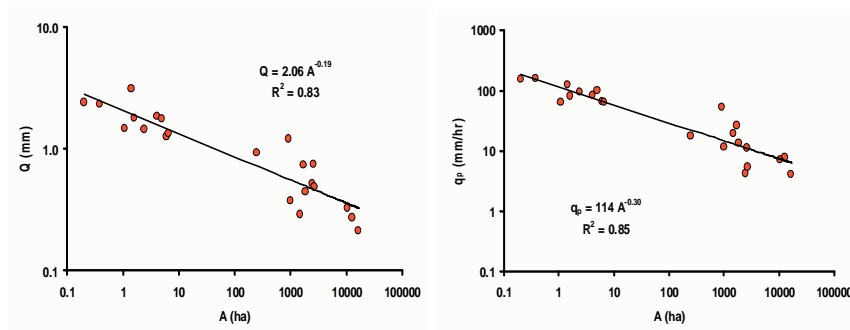 10.0
Q = 2.06 A^-0.19
R² = 0.83
Q (mm)
1.0
0.1
0.1 1 10 100 1000 10000 100000
A (ha)
1000
100
qₚ (mm/hr)
10
1
qₚ = 114 A^-0.30
R² = 0.85
0.1
0.1 1 10 100 1000 10000 100000
A (ha)